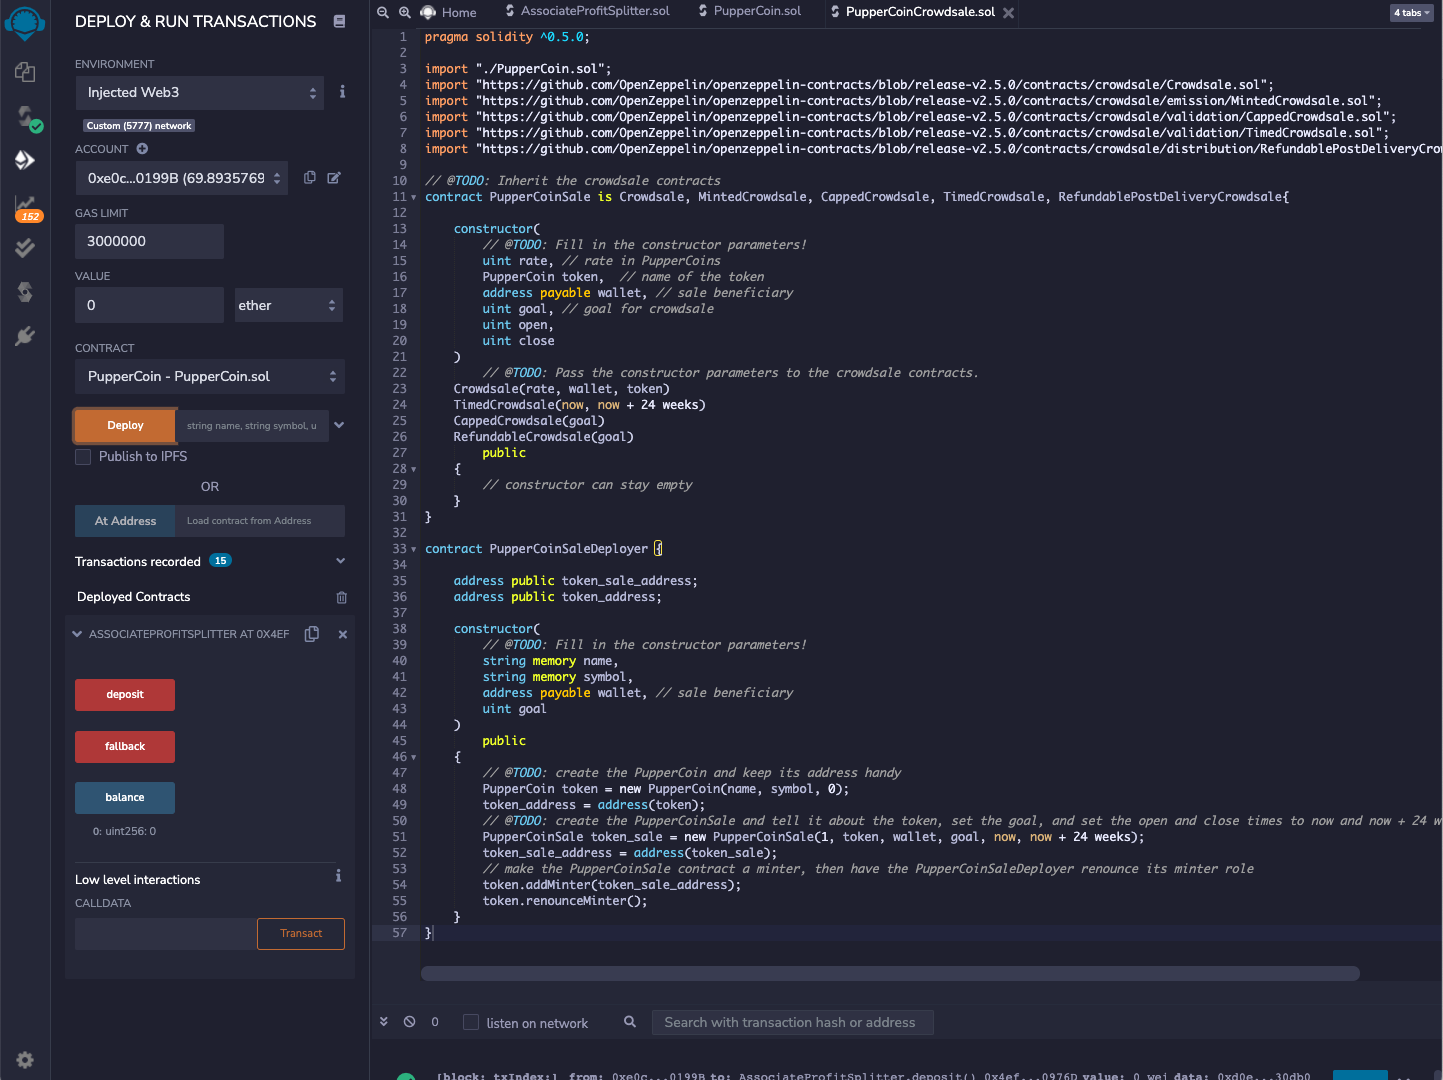 DEPLOY & RUN TRANSACTIONS
ENVIRONMENT
Injected Web3
Custom (5777) network
ACCOUNT
0xe0c...0199B (69.8935769
152
GAS LIMIT
3000000
VALUE
0
ether
CONTRACT
PupperCoin - PupperCoin.sol
Deploy
string name, string symbol, u
Publish to IPFS
OR
At Address
Load contract from Address
Transactions recorded 15
Deployed Contracts
ASSOCIATEPROFITSPLITTER AT 0X4EF
deposit
fallback
balance
0: uint256: 0
Low level interactions
CALLDATA
Transact
Home
AssociateProfitSplitter.sol
PupperCoin.sol
PupperCoinCrowdsale.sol
4 tabs
1 pragma solidity ^0.5.0;
2
3 import "./PupperCoin.sol";
4 import "https://github.com/OpenZeppelin/openzeppelin-contracts/blob/release-v2.5.0/contracts/crowdsale/Crowdsale.sol";
5 import "https://github.com/OpenZeppelin/openzeppelin-contracts/blob/release-v2.5.0/contracts/crowdsale/emission/MintedCrowdsale.sol";
6 import "https://github.com/OpenZeppelin/openzeppelin-contracts/blob/release-v2.5.0/contracts/crowdsale/validation/CappedCrowdsale.sol";
7 import "https://github.com/OpenZeppelin/openzeppelin-contracts/blob/release-v2.5.0/contracts/crowdsale/validation/TimedCrowdsale.sol";
8 import "https://github.com/OpenZeppelin/openzeppelin-contracts/blob/release-v2.5.0/contracts/crowdsale/distribution/RefundablePostDeliveryCro
9
10 // @TODO: Inherit the crowdsale contracts
11 contract PupperCoinSale is Crowdsale, MintedCrowdsale, CappedCrowdsale, TimedCrowdsale, RefundablePostDeliveryCrowdsale{
12
13 constructor(
14 // @TODO: Fill in the constructor parameters!
15 uint rate, // rate in PupperCoins
16 PupperCoin token, // name of the token
17 address payable wallet, // sale beneficiary
18 uint goal, // goal for crowdsale
19 uint open,
20 uint close
21 )
22 // @TODO: Pass the constructor parameters to the crowdsale contracts.
23 Crowdsale(rate, wallet, token)
24 TimedCrowdsale(now, now + 24 weeks)
25 CappedCrowdsale(goal)
26 RefundableCrowdsale(goal)
27 public
28 {
29 // constructor can stay empty
30 }
31 }
32
33 contract PupperCoinSaleDeployer {
34
35 address public token_sale_address;
36 address public token_address;
37
38 constructor(
39 // @TODO: Fill in the constructor parameters!
40 string memory name,
41 string memory symbol,
42 address payable wallet, // sale beneficiary
43 uint goal
44 )
45 public
46 {
47 // @TODO: create the PupperCoin and keep its address handy
48 PupperCoin token = new PupperCoin(name, symbol, 0);
49 token_address = address(token);
50 // @TODO: create the PupperCoinSale and tell it about the token, set the goal, and set the open and close times to now and now + 24 w
51 PupperCoinSale token_sale = new PupperCoinSale(1, token, wallet, goal, now, now + 24 weeks);
52 token_sale_address = address(token_sale);
53 // make the PupperCoinSale contract a minter, then have the PupperCoinSaleDeployer renounce its minter role
54 token.addMinter(token_sale_address);
55 token.renounceMinter();
56 }
57 }
0
listen on network
Search with transaction hash or address
[block: txIndex:] from: 0xe0c...0199B to: AssociateProfitSplitter.deposit() 0x4ef...0976D value: 0 wei data: 0xd0e...30db0